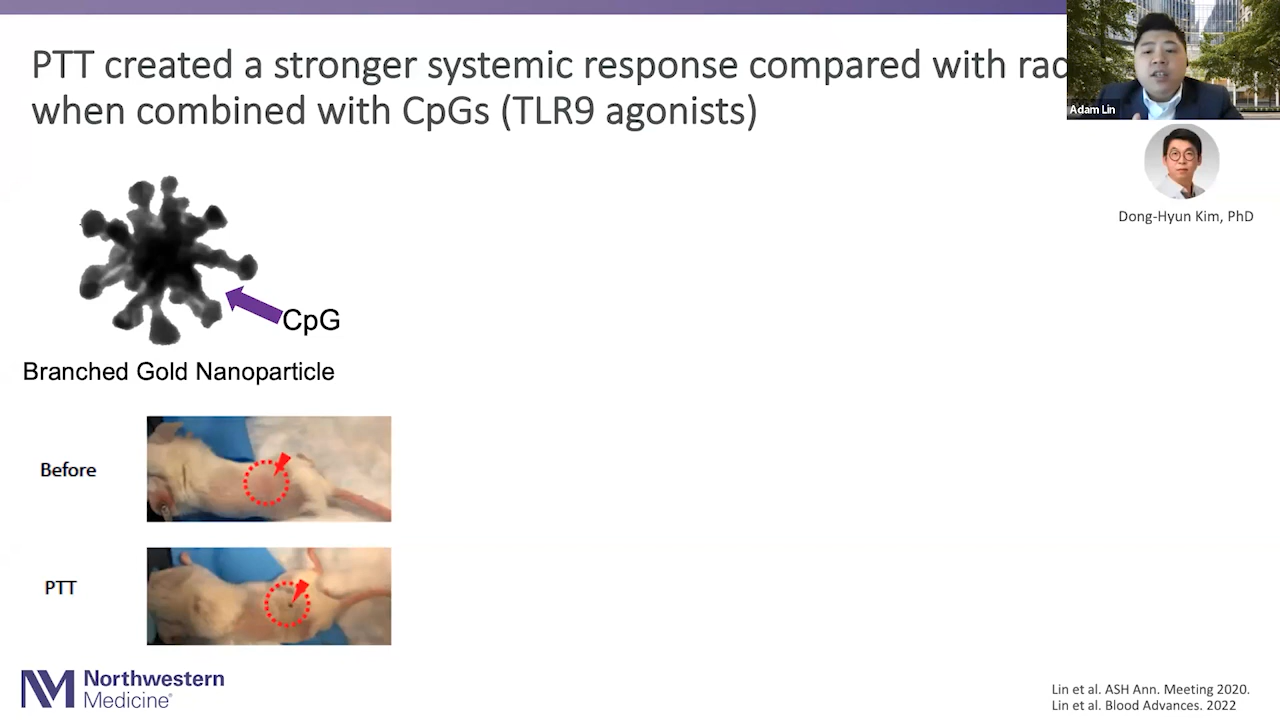 PTT created a stronger systemic response compared with
when combined with CpGs (TLR9 agonists)
Adam Lin
Dong-Hyun Kim, PhD
CpG
Branched Gold Nanoparticle
Before
PTT
Northwestern
Medicine®
Lin et al. ASH Ann. Meeting 2020.
Lin et al. Blood Advances. 2022